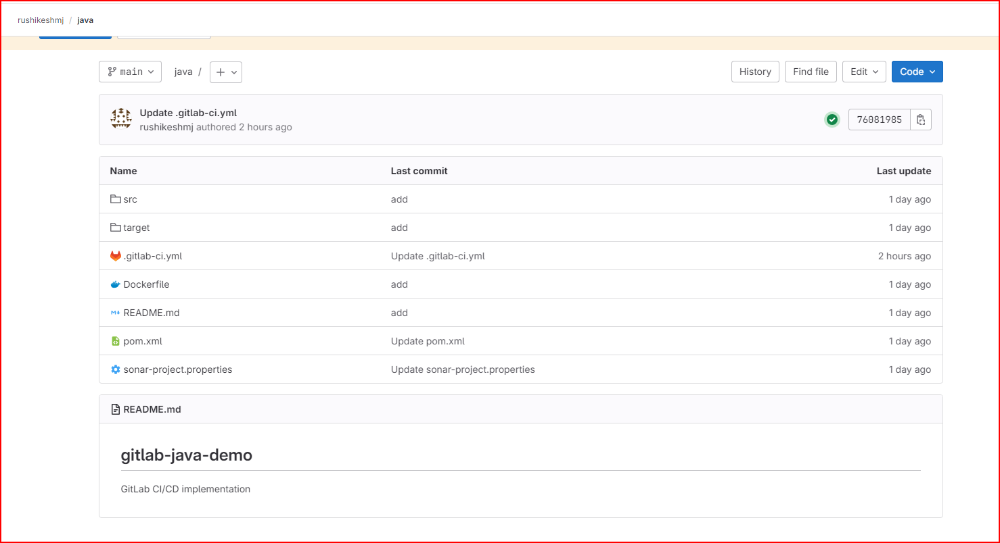 rushikeshmj / java
main java / History Find file Edit Code
Update .gitlab-ci.yml
rushikeshmj authored 2 hours ago
76081985
Name Last commit Last update
src add 1 day ago
target add 1 day ago
.gitlab-ci.yml Update .gitlab-ci.yml 2 hours ago
Dockerfile add 1 day ago
README.md add 1 day ago
pom.xml Update pom.xml 1 day ago
sonar-project.properties Update sonar-project.properties 1 day ago
README.md
gitlab-java-demo
GitLab CI/CD implementation